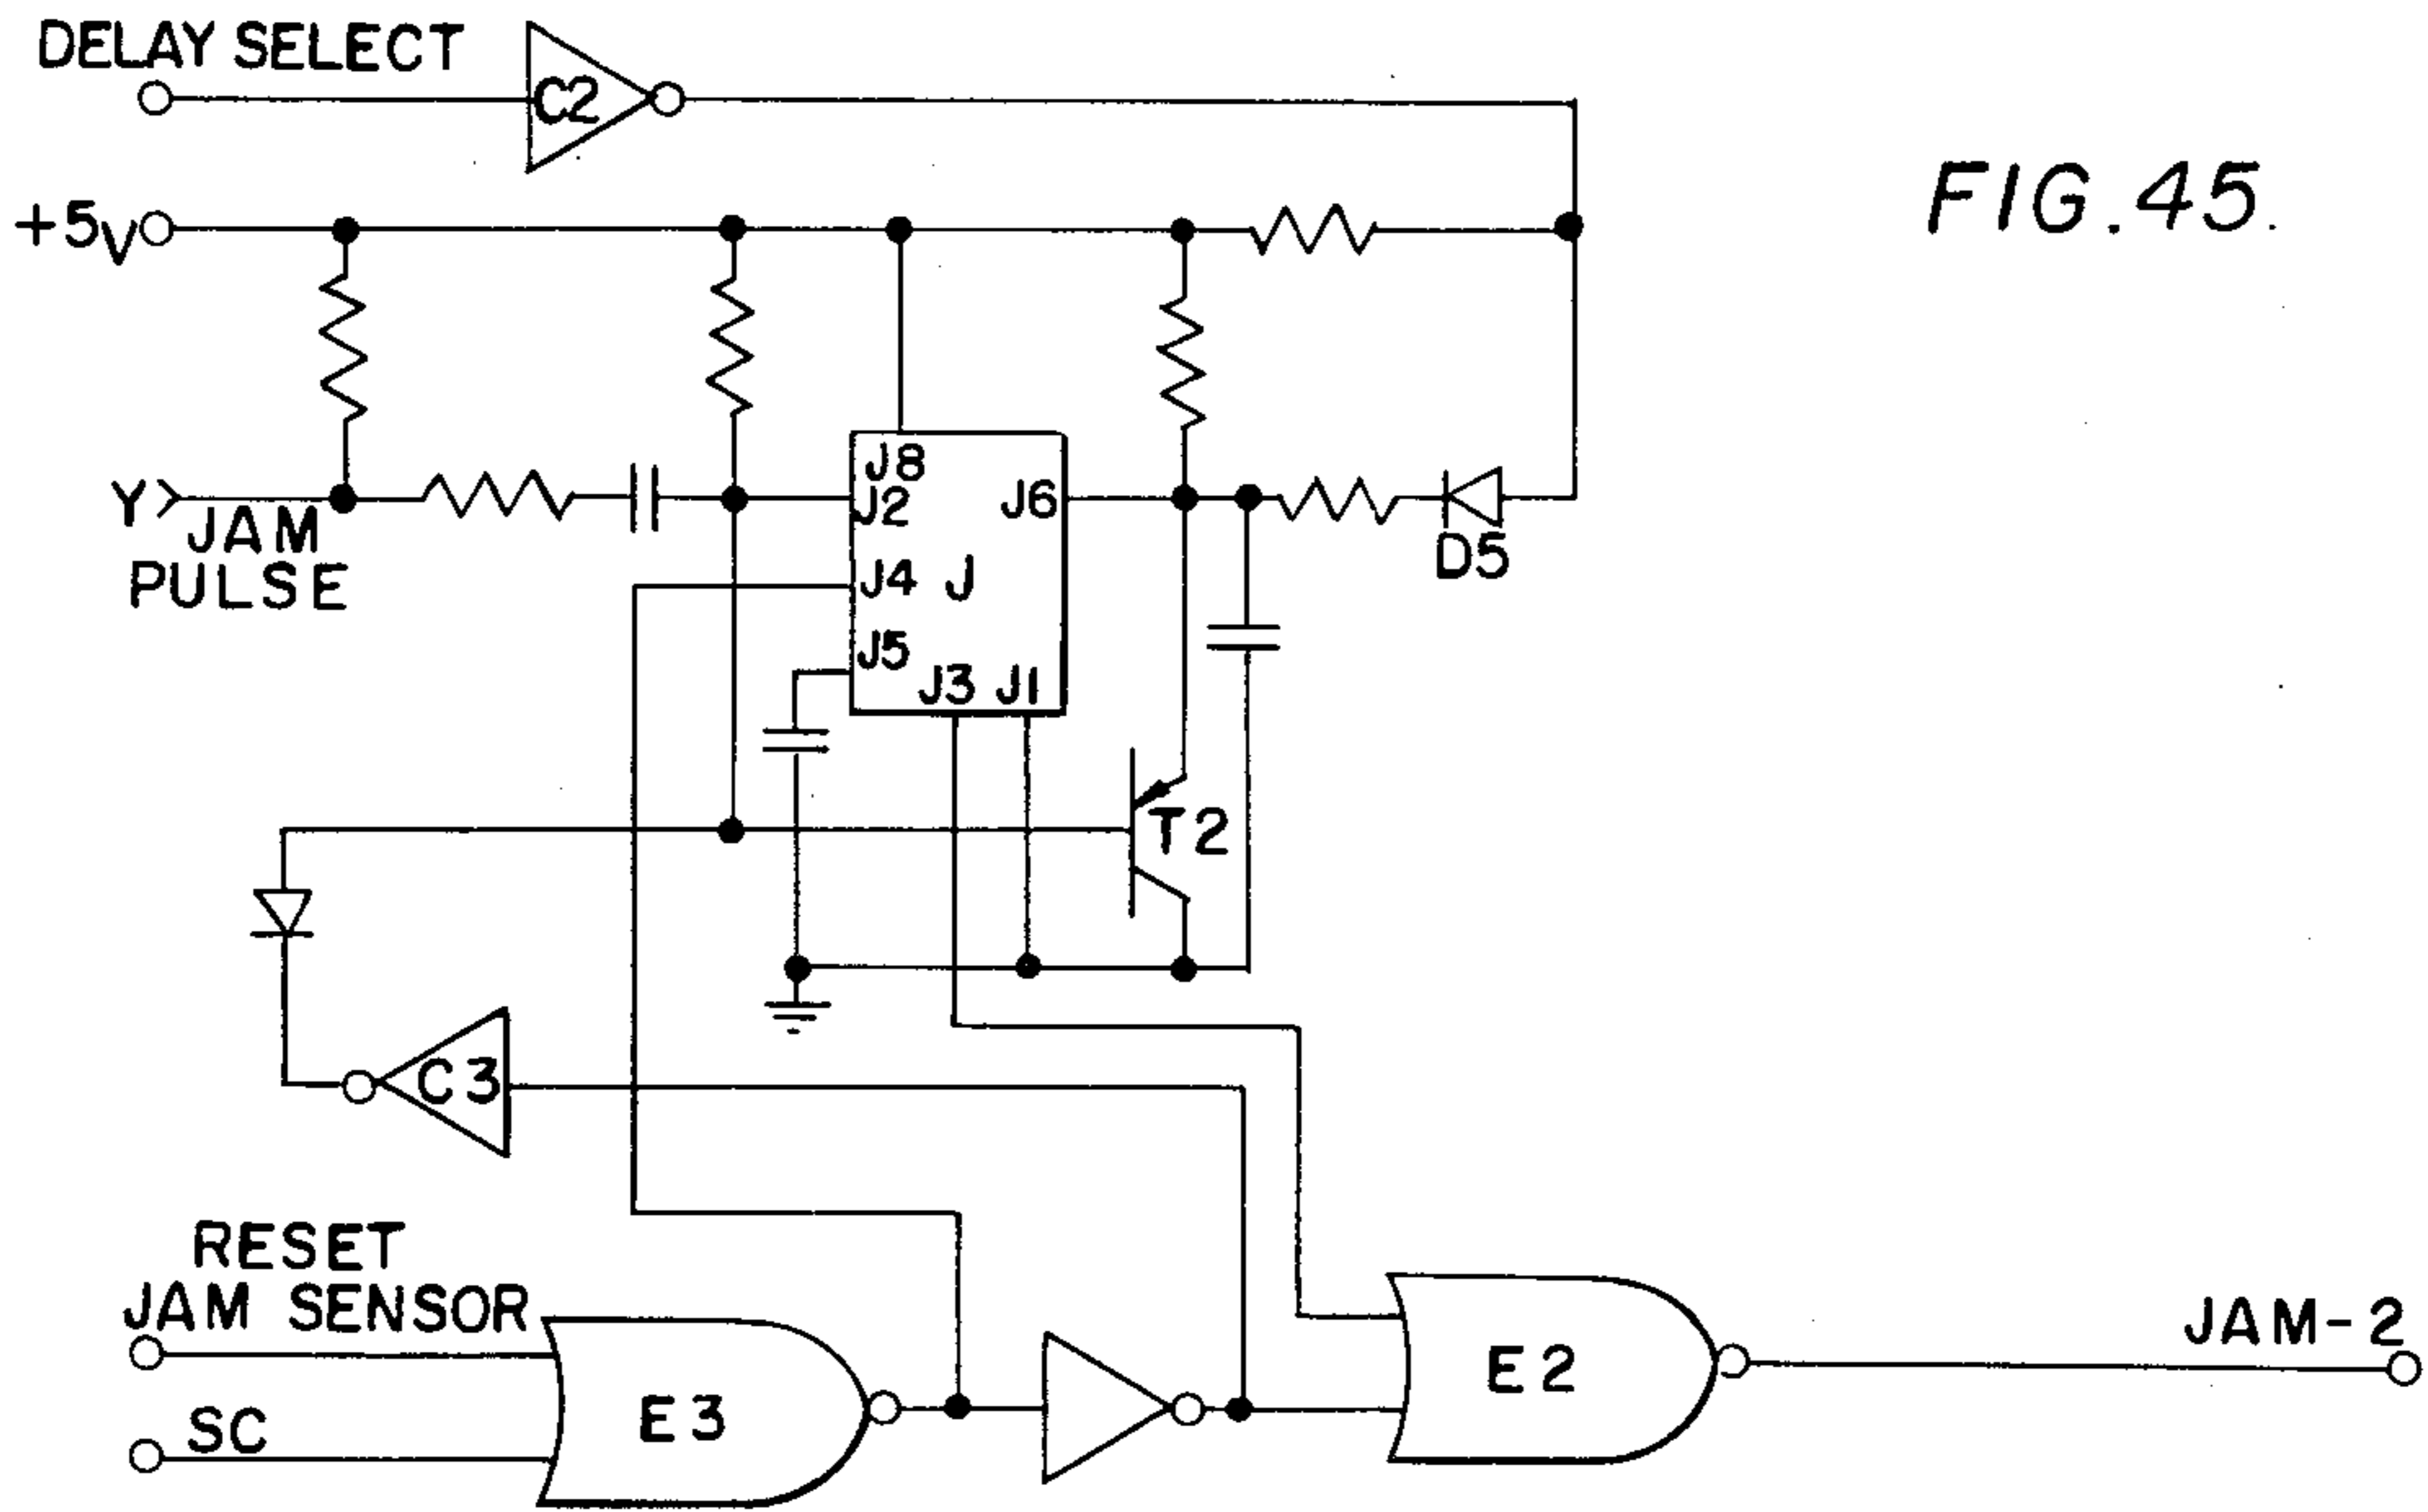 DELAY SELECT
C2
+5V
FIG. 45.
J8
Y JAM
PULSE
J2
J6
D5
J4
J
J5
J3
J1
T2
C3
RESET
JAM SENSOR
SC
E3
E2
JAM-2